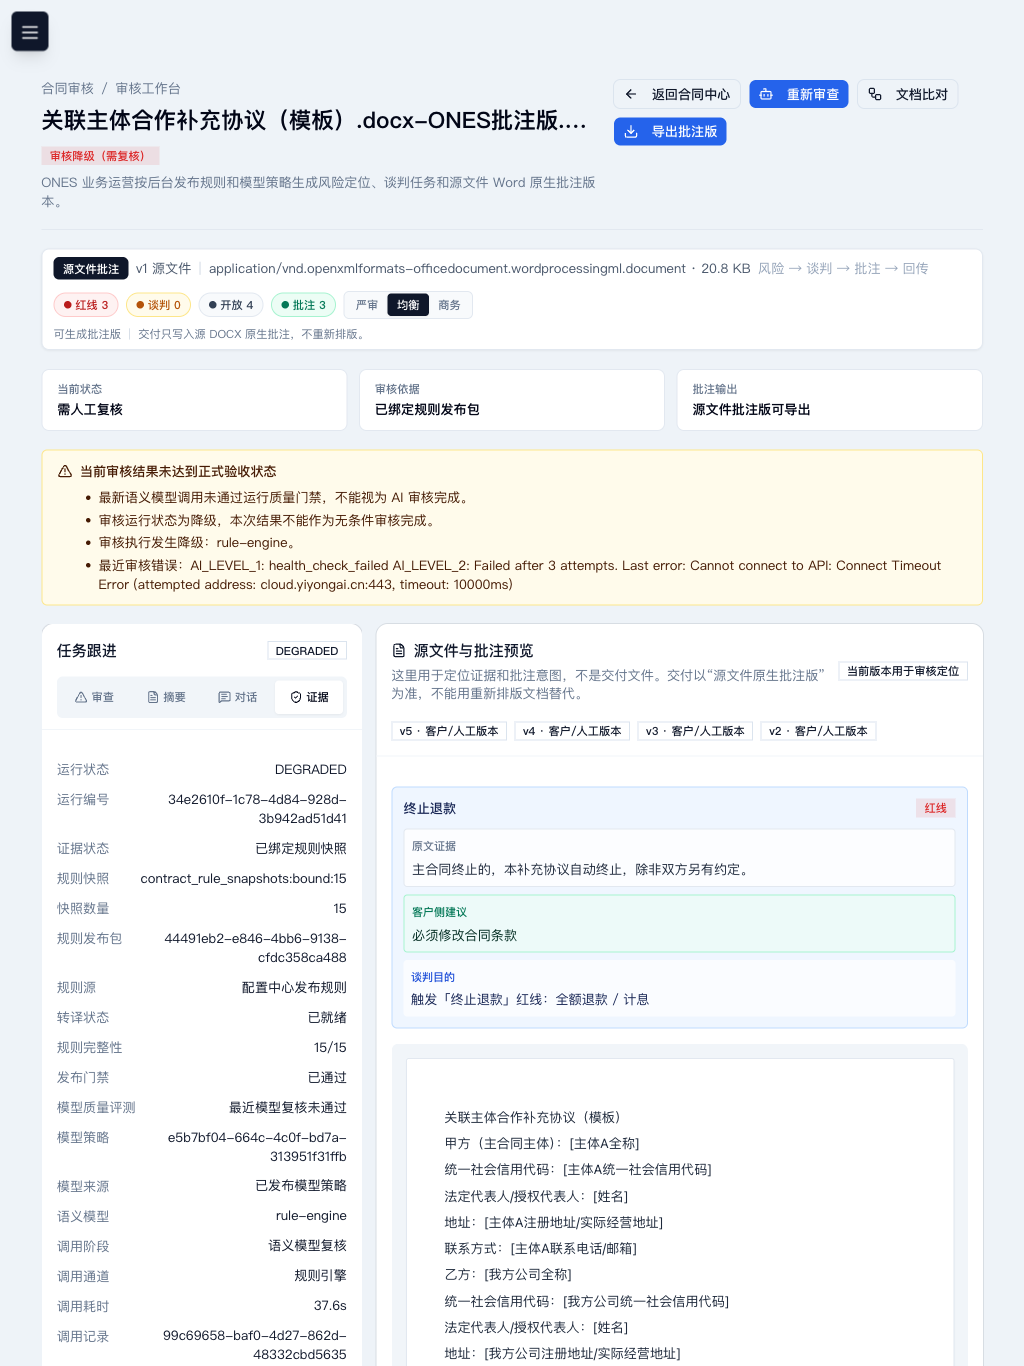 合同审核 / 审核工作台
关联主体合作补充协议（模板）.docx-ONES批注版....
审核降级（需复核）
ONES 业务运营按后台发布规则和模型策略生成风险定位、谈判任务和源文件 Word 原生批注版
本。
返回合同中心
重新审查
文档比对
导出批注版
源文件批注 v1 源文件 application/vnd.openxmlformats-officedocument.wordprocessingml.document · 20.8 KB 风险 → 谈判 → 批注 → 回传
红线 3 谈判 0 开放 4 批注 3 严审 均衡 商务
可生成批注版 交付只写入源 DOCX 原生批注，不重新排版。
当前状态
需人工复核
审核依据
已绑定规则发布包
批注输出
源文件批注版可导出
当前审核结果未达到正式验收状态
• 最新语义模型调用未通过运行质量门禁，不能视为 AI 审核完成。
• 审核运行状态为降级，本次结果不能作为无条件审核完成。
• 审核执行发生降级：rule-engine。
• 最近审核错误：AI_LEVEL_1: health_check_failed AI_LEVEL_2: Failed after 3 attempts. Last error: Cannot connect to API: Connect Timeout
Error (attempted address: cloud.yiyongai.cn:443, timeout: 10000ms)
任务跟进 DEGRADED
审查 摘要 对话 证据
运行状态 DEGRADED
运行编号 34e2610f-1c78-4d84-928d-
3b942ad51d41
证据状态 已绑定规则快照
规则快照 contract_rule_snapshots:bound:15
快照数量 15
规则发布包 44491eb2-e846-4bb6-9138-
cfdc358ca488
规则源 配置中心发布规则
转译状态 已就绪
规则完整性 15/15
发布门禁 已通过
模型质量评测 最近模型复核未通过
模型策略 e5b7bf04-664c-4c0f-bd7a-
313951f31ffb
模型来源 已发布模型策略
语义模型 rule-engine
调用阶段 语义模型复核
调用通道 规则引擎
调用耗时 37.6s
调用记录 99c69658-baf0-4d27-862d-
48332cbd5635
源文件与批注预览
这里用于定位证据和批注意图，不是交付文件。交付以“源文件原生批注版”
为准，不能用重新排版文档替代。
当前版本用于审核定位
v5 · 客户/人工版本 v4 · 客户/人工版本 v3 · 客户/人工版本 v2 · 客户/人工版本
终止退款 红线
原文证据
主合同终止的，本补充协议自动终止，除非双方另有约定。
客户侧建议
必须修改合同条款
谈判目的
触发「终止退款」红线：全额退款 / 计息
关联主体合作补充协议（模板）
甲方（主合同主体）：[主体A全称]
统一社会信用代码：[主体A统一社会信用代码]
法定代表人/授权代表人：[姓名]
地址：[主体A注册地址/实际经营地址]
联系方式：[主体A联系电话/邮箱]
乙方：[我方公司全称]
统一社会信用代码：[我方公司统一社会信用代码]
法定代表人/授权代表人：[姓名]
地址：[我方公司注册地址/实际经营地址]